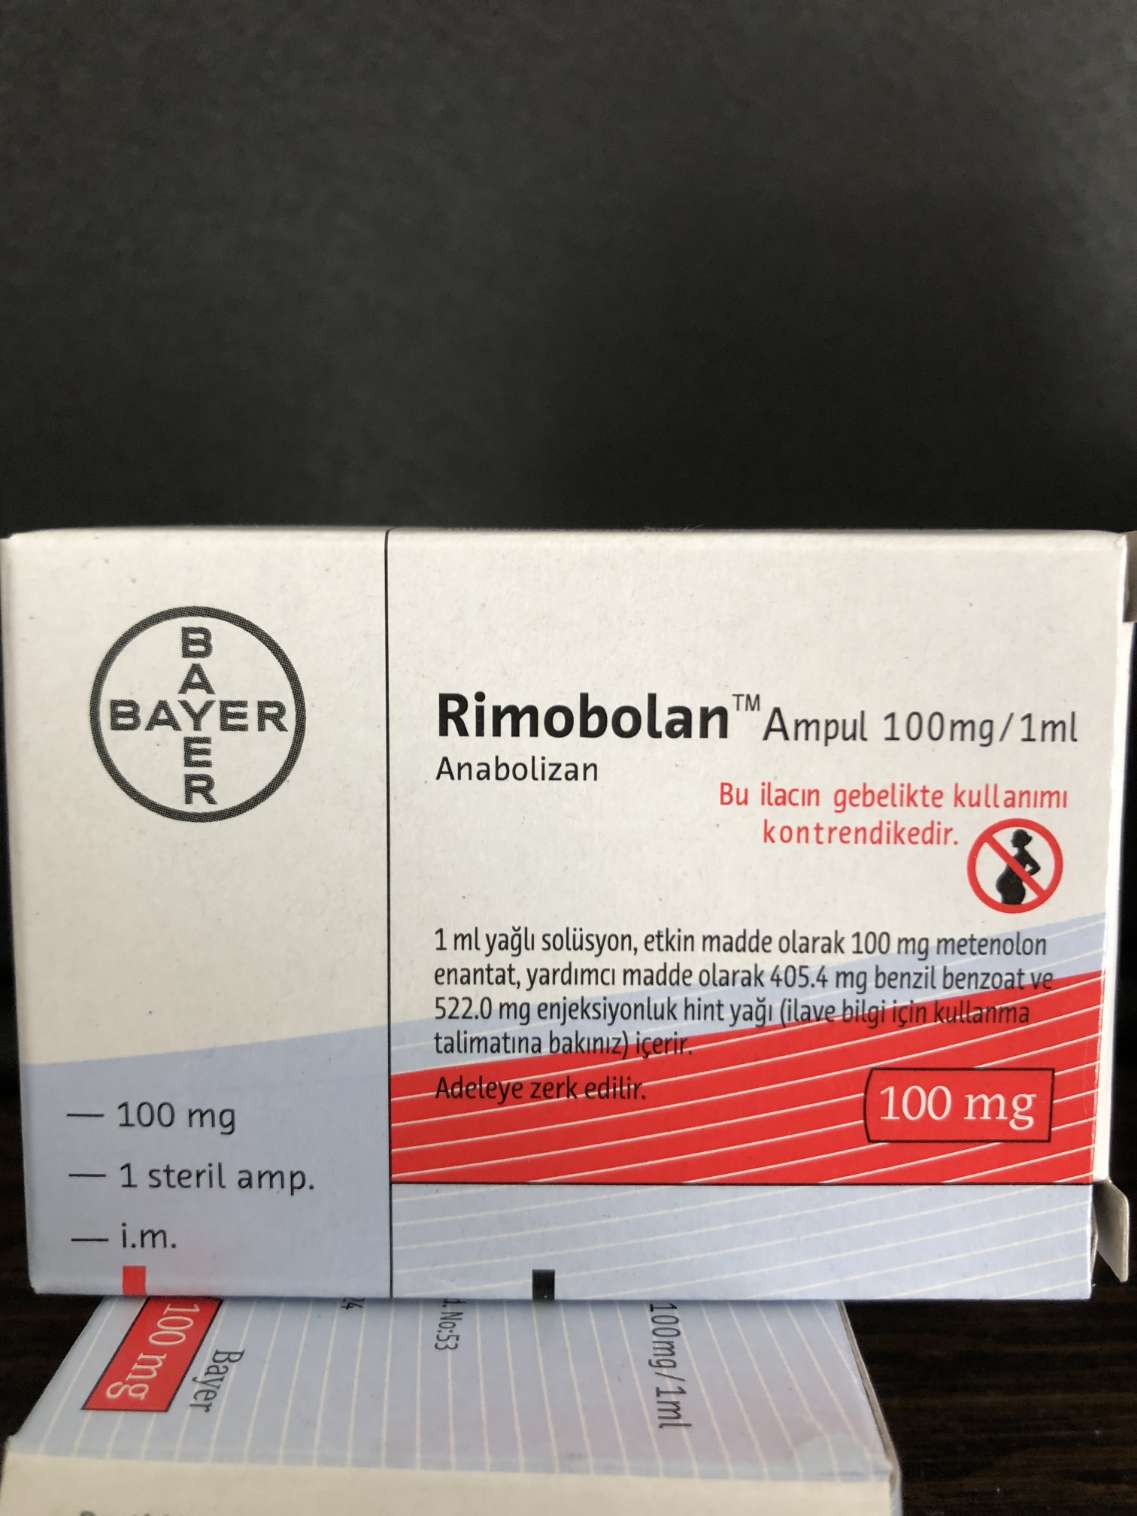 BAYER
BAYER
Rimobolan™ Ampul 100mg/1ml
Anabolizan
Bu ilacın gebelikte kullanımı
kontrendikedir.
1 ml yağlı solüsyon, etkin madde olarak 100 mg metenolon
enantat, yardımcı madde olarak 405.4 mg benzil benzoat ve
522.0 mg enjeksiyonluk hint yağı (ilave bilgi için kullanma
talimatına bakınız) içerir.
Adeleye zerk edilir.
100 mg
— 100 mg
— 1 steril amp.
— i.m.
100 mg
Bayer
No:53
100mg/1ml